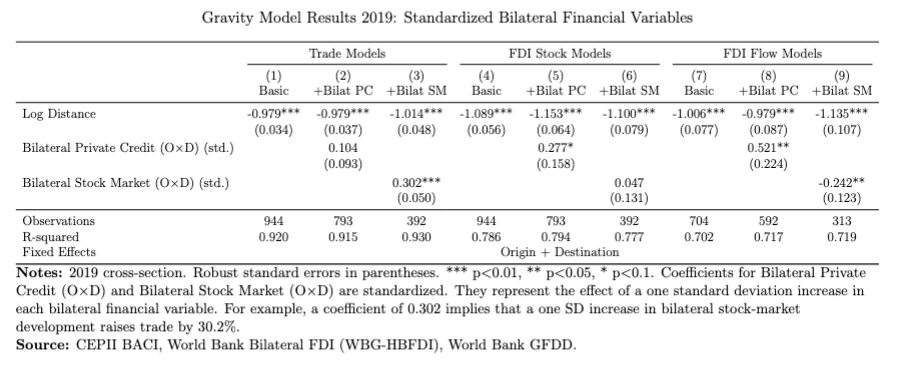 Gravity Model Results 2019: Standardized Bilateral Financial Variables
Trade Models FDI Stock Models FDI Flow Models
(1) (2) (3) (4) (5) (6) (7) (8) (9)
Basic +Bilat PC +Bilat SM Basic +Bilat PC +Bilat SM Basic +Bilat PC +Bilat SM
Log Distance -0.979*** -0.979*** -1.014*** -1.089*** -1.153*** -1.100*** -1.006*** -0.979*** -1.135***
(0.034) (0.037) (0.048) (0.056) (0.064) (0.079) (0.077) (0.087) (0.107)
Bilateral Private Credit (O×D) (std.) 0.104 0.277* 0.521**
(0.093) (0.158) (0.224)
Bilateral Stock Market (O×D) (std.) 0.302*** 0.047 -0.242**
(0.050) (0.131) (0.123)
Observations 944 793 392 944 793 392 704 592 313
R-squared 0.920 0.915 0.930 0.786 0.794 0.777 0.702 0.717 0.719
Fixed Effects Origin + Destination
Notes: 2019 cross-section. Robust standard errors in parentheses. *** p<0.01, ** p<0.05, * p<0.1. Coefficients for Bilateral Private
Credit (O×D) and Bilateral Stock Market (O×D) are standardized. They represent the effect of a one standard deviation increase in
each bilateral financial variable. For example, a coefficient of 0.302 implies that a one SD increase in bilateral stock-market
development raises trade by 30.2%.
Source: CEPII BACI, World Bank Bilateral FDI (WBG-HBFDI), World Bank GFDD.